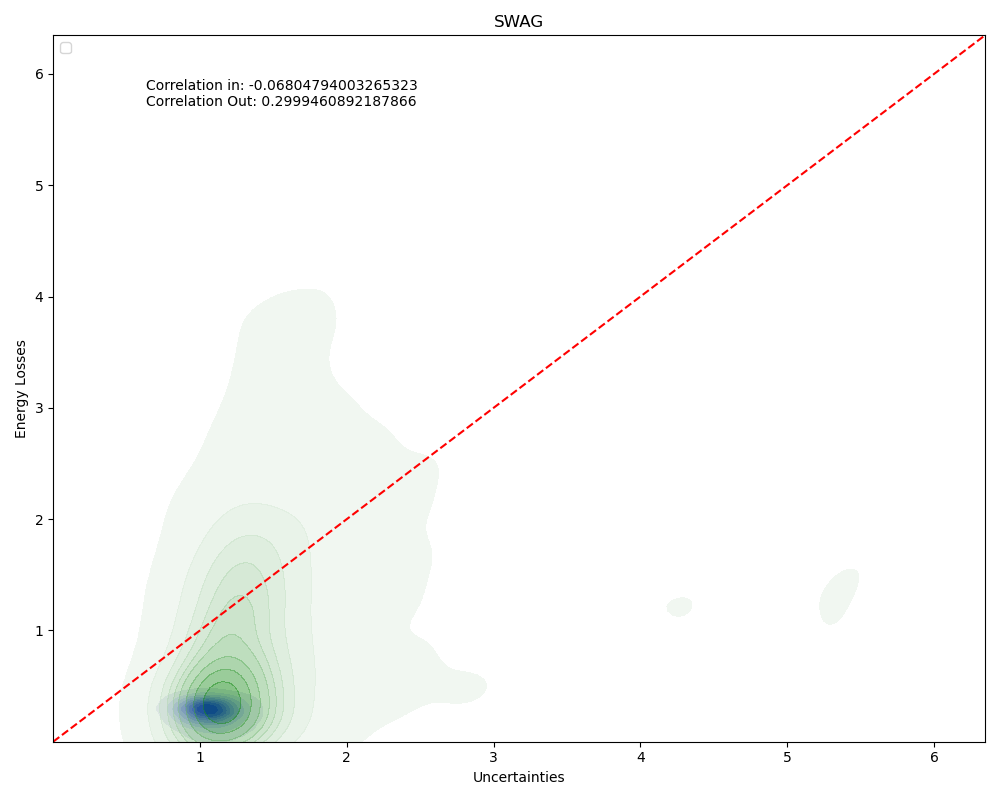 SWAG
Correlation in: -0.06804794003265323
Correlation Out: 0.2999460892187866
Energy Losses
6
5
4
3
2
1
1 2 3 4 5 6
Uncertainties